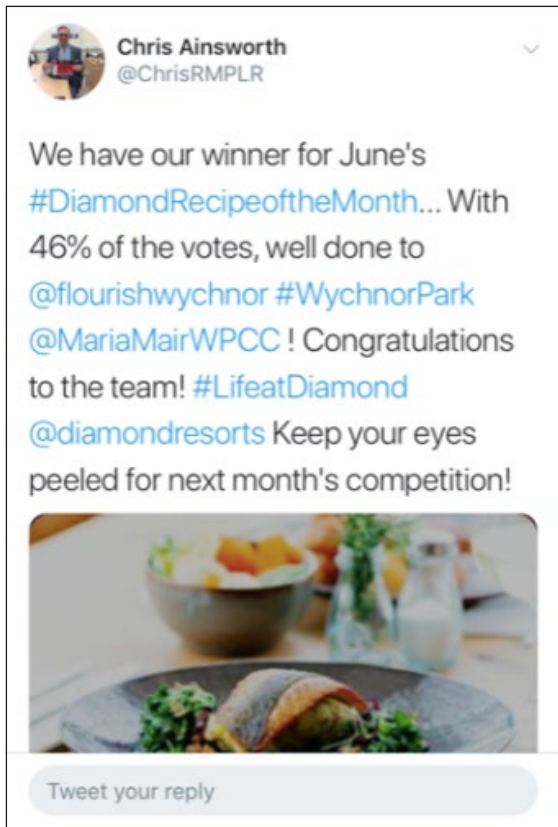 Chris Ainsworth
@ChrisRMPLR
We have our winner for June's
#DiamondRecipeoftheMonth... With
46% of the votes, well done to
@flourishwychnor #WychnorPark
@MariaMairWPCC ! Congratulations
to the team! #LifeatDiamond
@diamondresorts Keep your eyes
peeled for next month's competition!
Tweet your reply